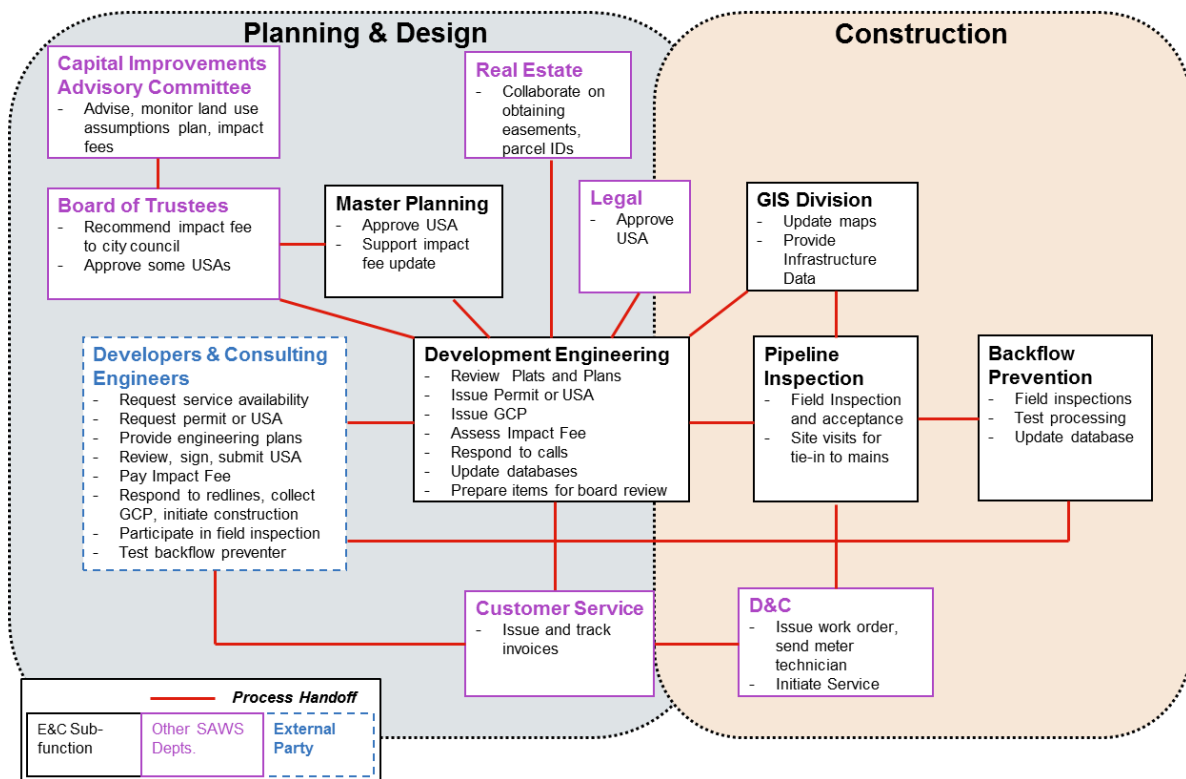 Planning & Design
Construction
Capital Improvements
Advisory Committee
- Advise, monitor land use
assumptions plan, impact
fees
Real Estate
- Collaborate on
obtaining
easements,
parcel IDs
Board of Trustees
- Recommend impact fee
to city council
- Approve some USAs
Master Planning
- Approve USA
- Support impact
fee update
Legal
- Approve
USA
GIS Division
- Update maps
- Provide
Infrastructure
Data
Developers & Consulting
Engineers
- Request service availability
- Request permit or USA
- Provide engineering plans
- Review, sign, submit USA
- Pay Impact Fee
- Respond to redlines, collect
GCP, initiate construction
- Participate in field inspection
- Test backflow preventer
Development Engineering
- Review Plats and Plans
- Issue Permit or USA
- Issue GCP
- Assess Impact Fee
- Respond to calls
- Update databases
- Prepare items for board review
Pipeline
Inspection
- Field Inspection
and acceptance
- Site visits for
tie-in to mains
Backflow
Prevention
- Field inspections
- Test processing
- Update database
Customer Service
- Issue and track
invoices
D&C
- Issue work order,
send meter
technician
- Initiate Service
Process Handoff
E&C Sub-
function
Other SAWS
Depts.
External
Party